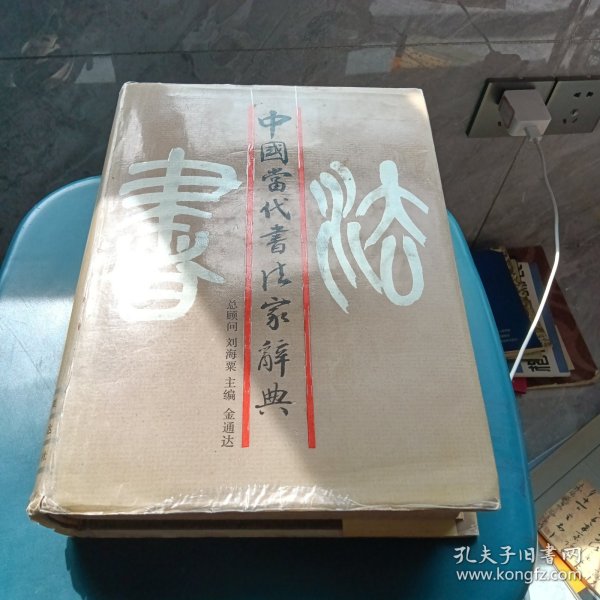 中國當代書法家辭典
書法
总顾问 刘海粟 主编 金通达
孔夫子旧书网
www.kongfz.com